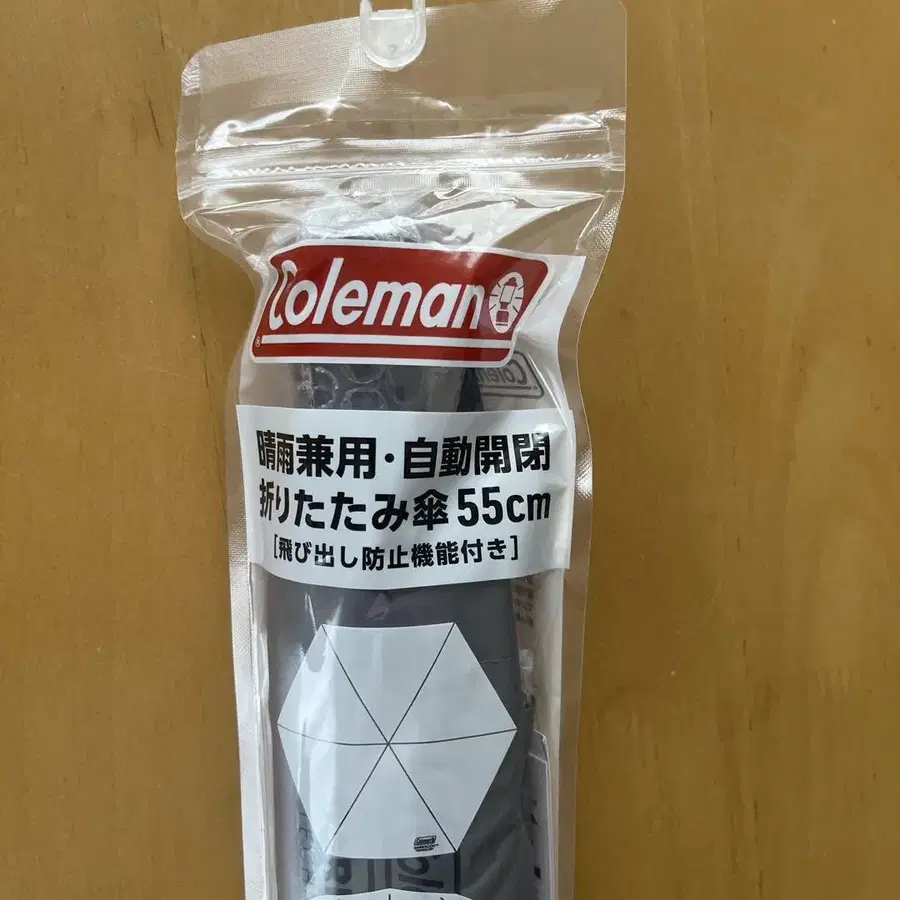 Coleman
晴雨兼用・自動開閉
折りたたみ傘55cm
[飛び出し防止機能付き]
Coleman